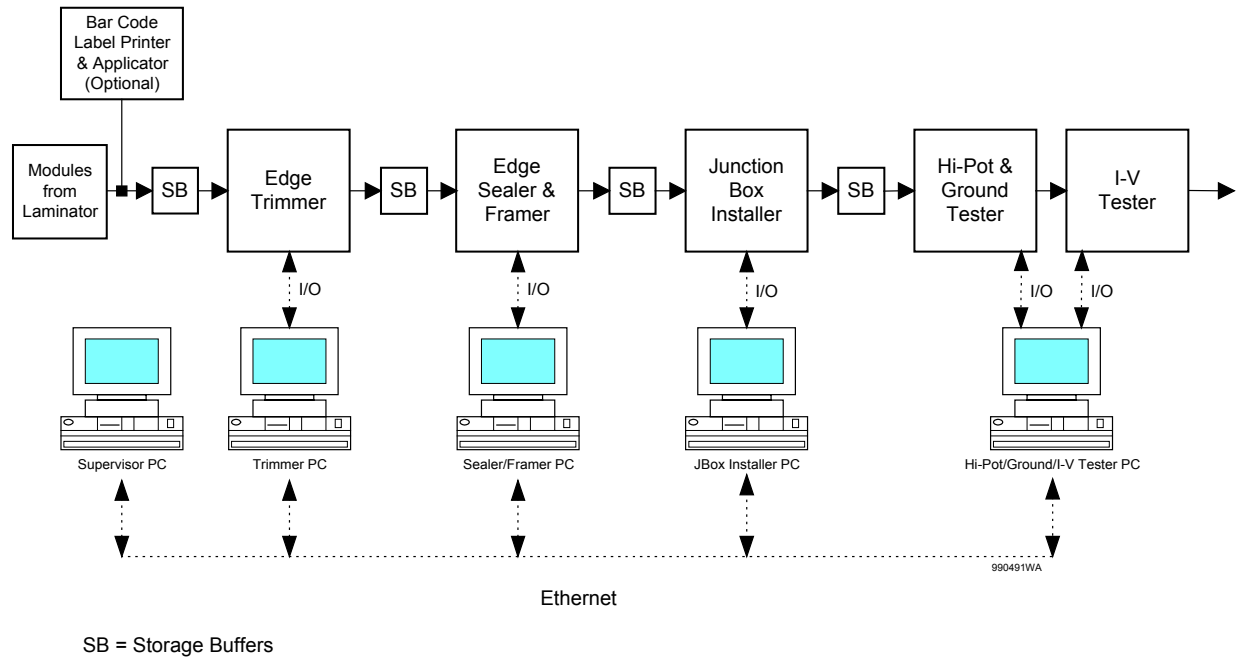 Bar Code
Label Printer
& Applicator
(Optional)
Modules
from
Laminator
SB
Edge
Trimmer
SB
Edge
Sealer &
Framer
SB
Junction
Box
Installer
SB
Hi-Pot &
Ground
Tester
I-V
Tester
I/O
I/O
I/O
I/O
I/O
Supervisor PC
Trimmer PC
Sealer/Framer PC
JBox Installer PC
Hi-Pot/Ground/I-V Tester PC
990491WA
Ethernet
SB = Storage Buffers